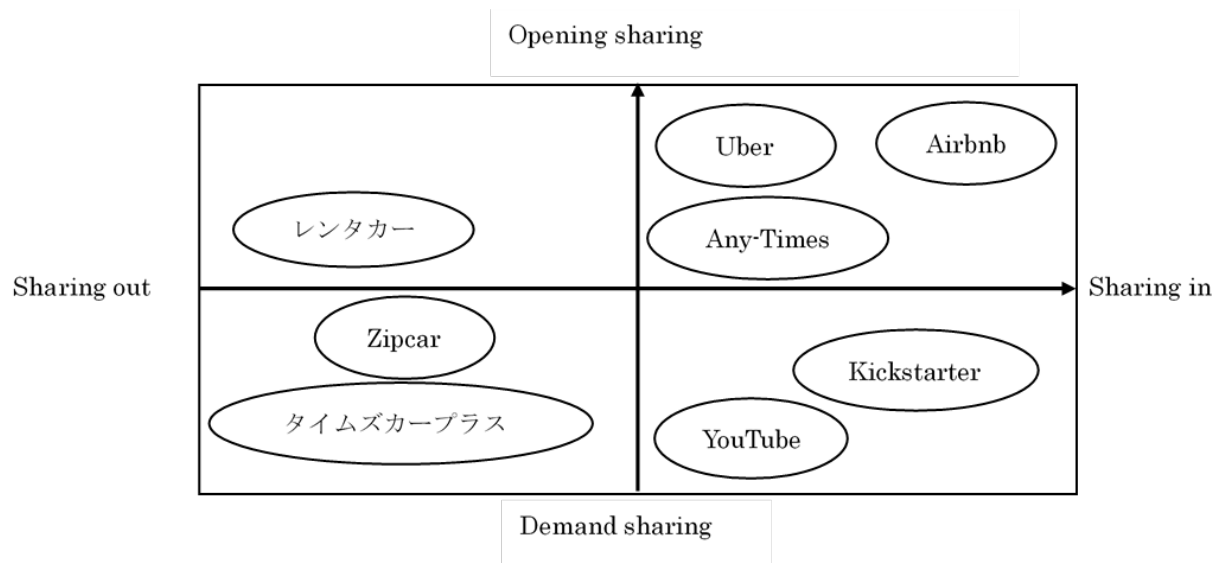 Opening sharing
Uber
Airbnb
レンタカー
Any-Times
Sharing out
Sharing in
Zipcar
Kickstarter
タイムズカープラス
YouTube
Demand sharing